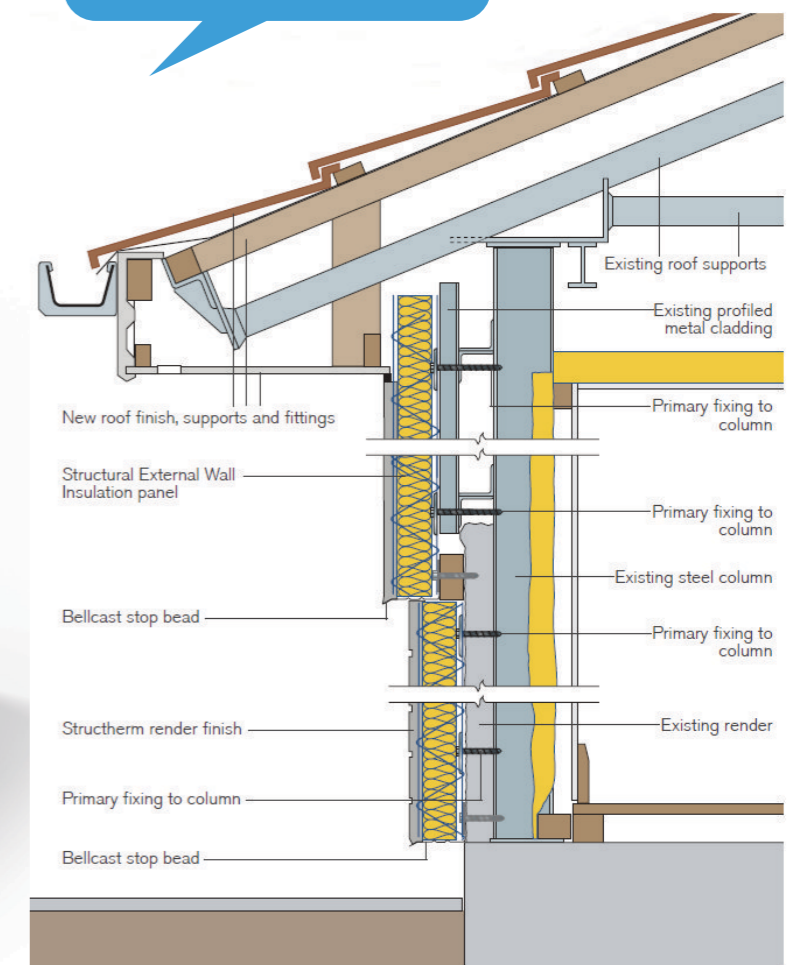 Existing roof supports
Existing profiled
metal cladding
New roof finish, supports and fittings
Primary fixing to
column
Structural External Wall
Insulation panel
Primary fixing to
column
Existing steel column
Bellcast stop bead
Primary fixing to
column
Structherm render finish
Existing render
Primary fixing to column
Bellcast stop bead